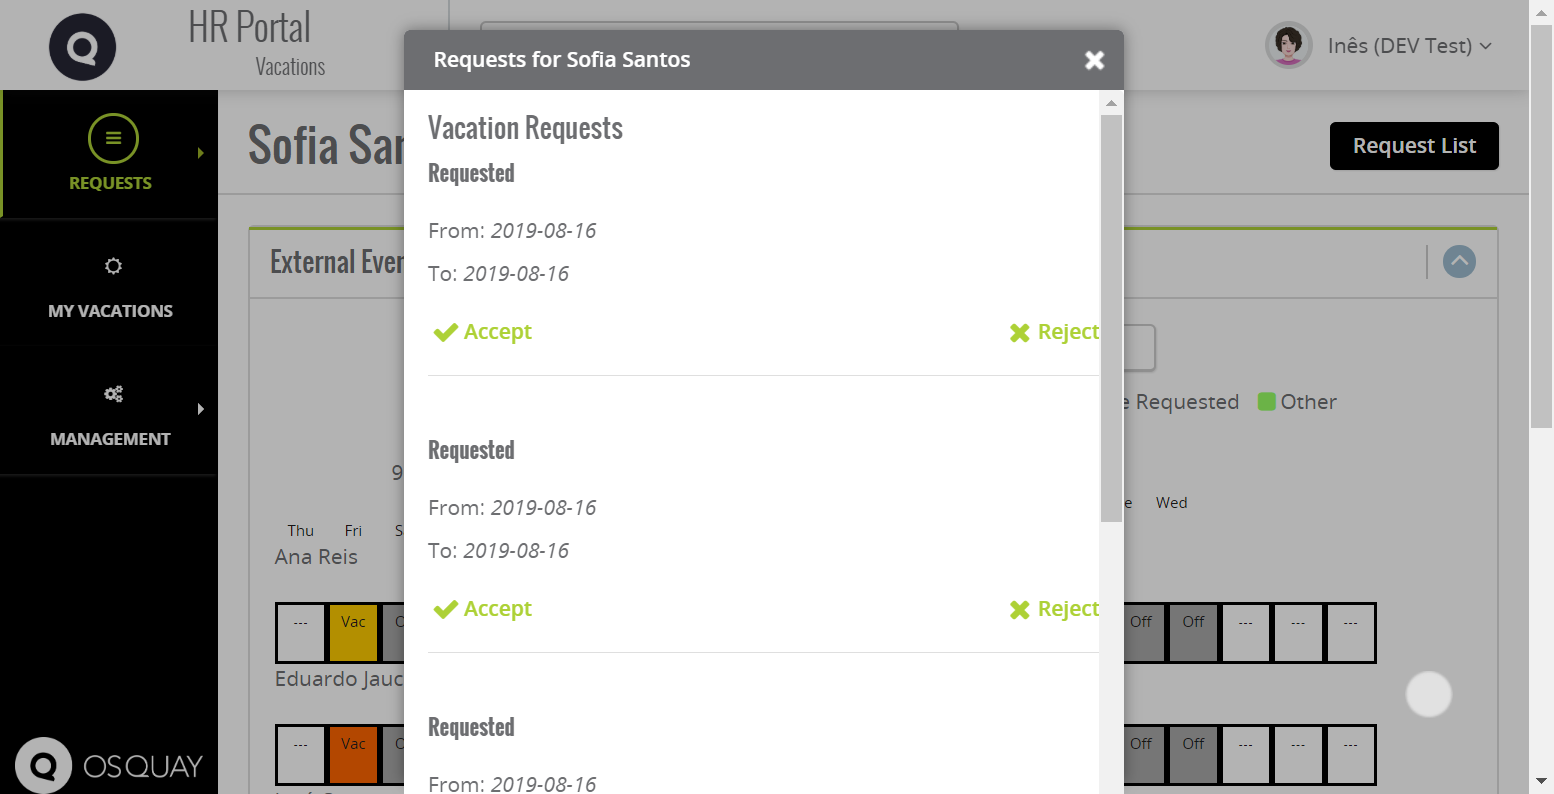 HR Portal
Vacations
Inês (DEV Test)
Requests for Sofia Santos
REQUESTS
MY VACATIONS
MANAGEMENT
OSQUAY
Sofia
Request List
External
Vacation Requests
Requested
From: 2019-08-16
To: 2019-08-16
Accept
Reject
Requested
From: 2019-08-16
To: 2019-08-16
Accept
Reject
Requested
From: 2019-08-16
Requested
Other
9
Wed
Thu Fri
Ana Reis
--- Vac Off Off --- --- ---
Eduardo
--- Vac Off Off --- --- ---